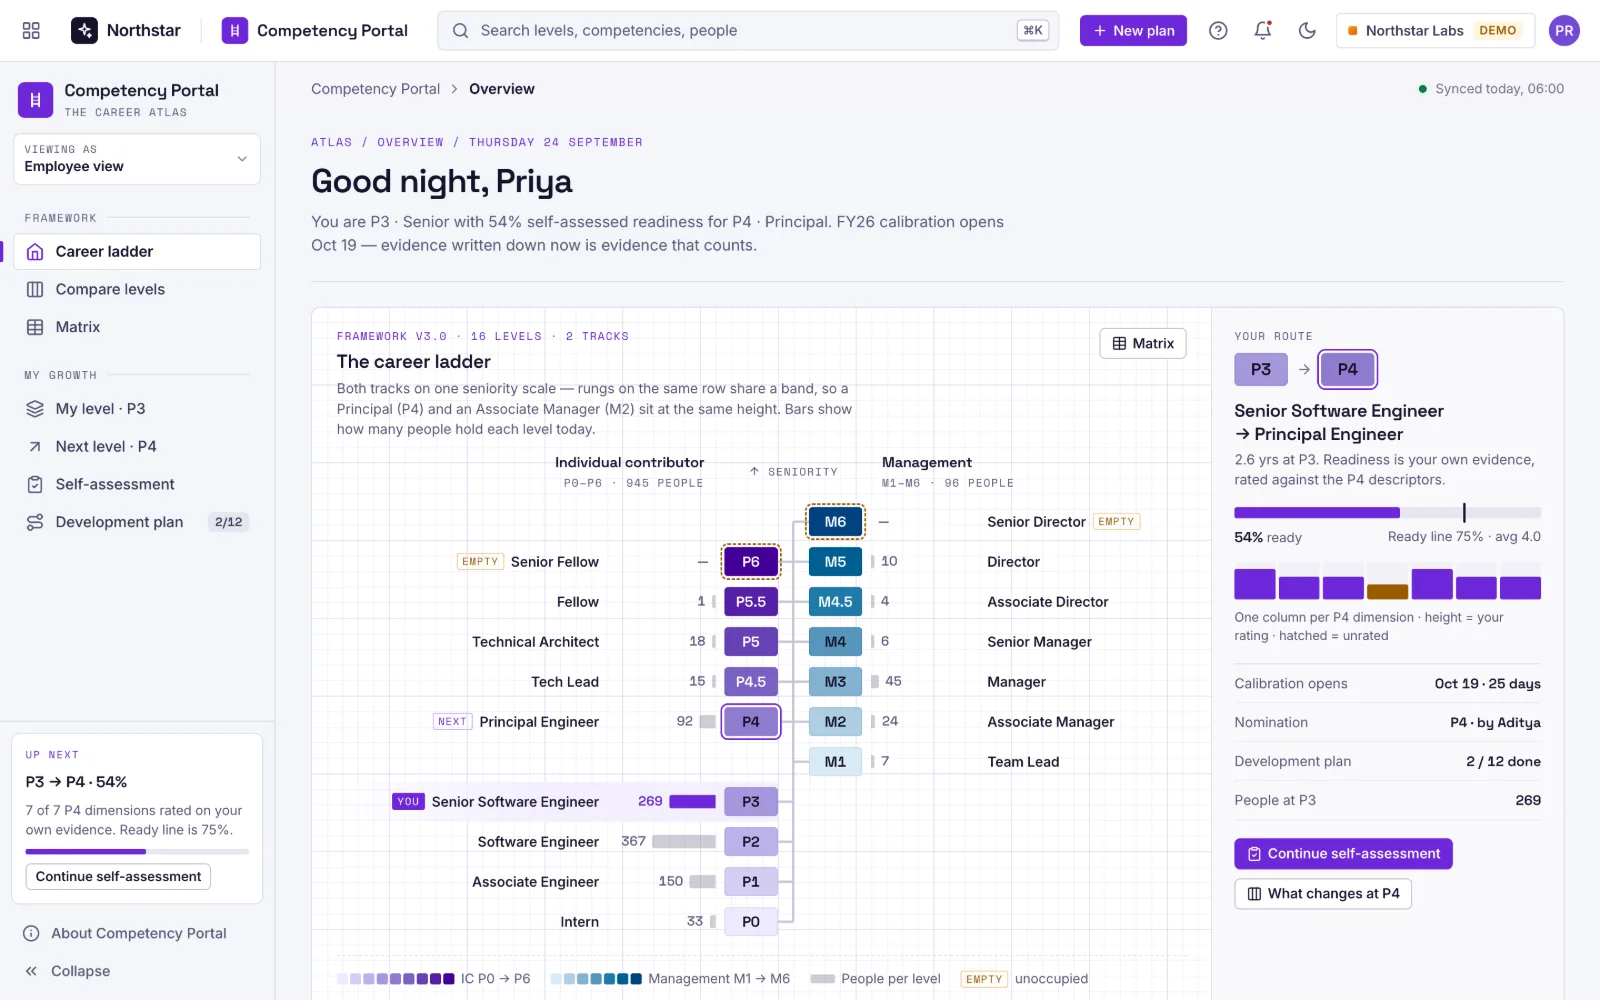 Northstar
Competency Portal
Search levels, competencies, people
⌘K
+ New plan
Northstar Labs DEMO
PR
Competency Portal
THE CAREER ATLAS
VIEWING AS
Employee view
FRAMEWORK
Career ladder
Compare levels
Matrix
MY GROWTH
My level · P3
Next level · P4
Self-assessment
Development plan 2/12
UP NEXT
P3 → P4 · 54%
7 of 7 P4 dimensions rated on your
own evidence. Ready line is 75%.
Continue self-assessment
About Competency Portal
Collapse
Competency Portal > Overview
Synced today, 06:00
ATLAS / OVERVIEW / THURSDAY 24 SEPTEMBER
Good night, Priya
You are P3 · Senior with 54% self-assessed readiness for P4 · Principal. FY26 calibration opens
Oct 19 — evidence written down now is evidence that counts.
FRAMEWORK V3.0 · 16 LEVELS · 2 TRACKS
The career ladder
Matrix
Both tracks on one seniority scale — rungs on the same row share a band, so a
Principal (P4) and an Associate Manager (M2) sit at the same height. Bars show
how many people hold each level today.
Individual contributor
P0–P6 · 945 PEOPLE
↑ SENIORITY
Management
M1–M6 · 96 PEOPLE
M6 — Senior Director EMPTY
EMPTY Senior Fellow — P6 M5 10 Director
Fellow 1 P5.5 M4.5 4 Associate Director
Technical Architect 18 P5 M4 6 Senior Manager
Tech Lead 15 P4.5 M3 45 Manager
NEXT Principal Engineer 92 P4 M2 24 Associate Manager
M1 7 Team Lead
YOU Senior Software Engineer 269 P3
Software Engineer 367 P2
Associate Engineer 150 P1
Intern 33 P0
IC P0 → P6 Management M1 → M6 People per level EMPTY unoccupied
YOUR ROUTE
P3 → P4
Senior Software Engineer
→ Principal Engineer
2.6 yrs at P3. Readiness is your own evidence,
rated against the P4 descriptors.
54% ready Ready line 75% · avg 4.0
One column per P4 dimension · height = your
rating · hatched = unrated
Calibration opens Oct 19 · 25 days
Nomination P4 · by Aditya
Development plan 2 / 12 done
People at P3 269
Continue self-assessment
What changes at P4